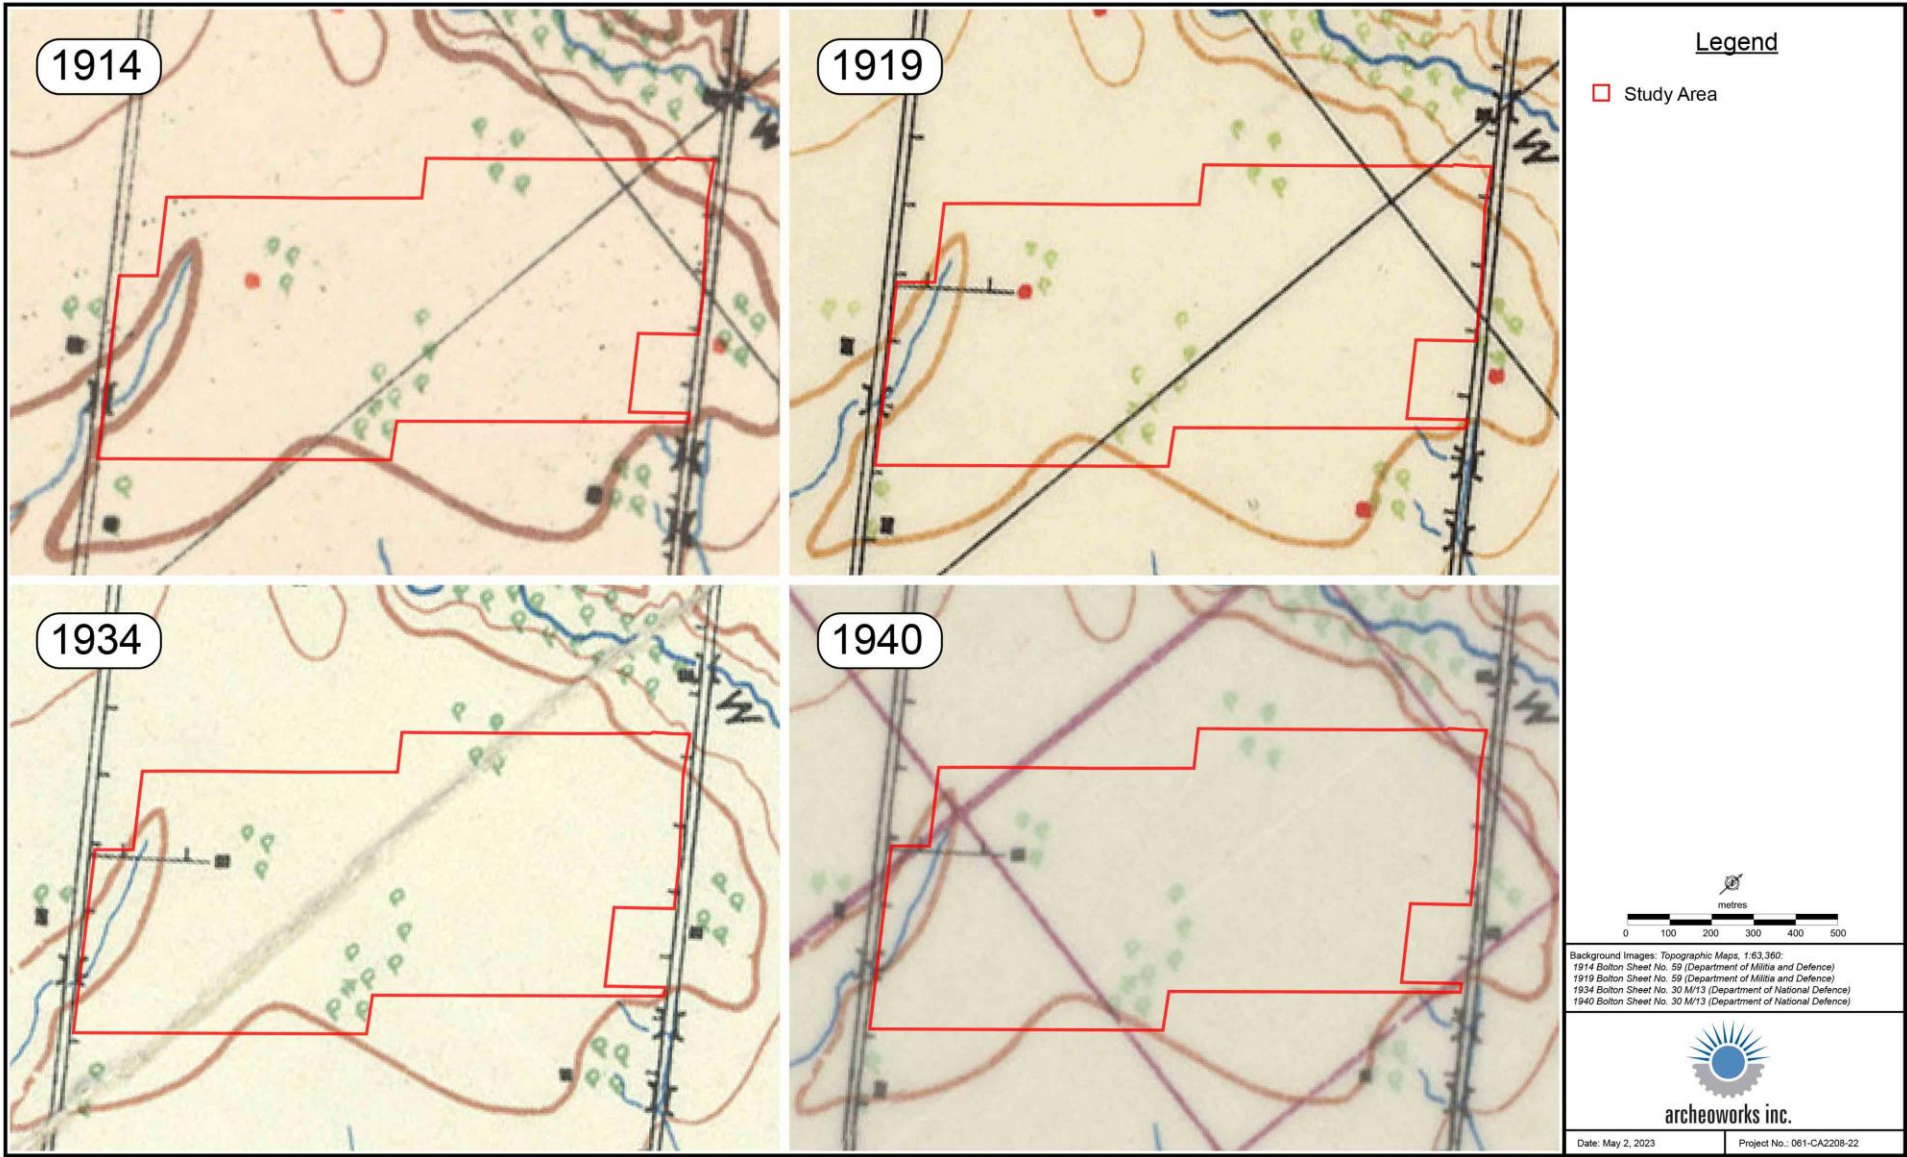 1914
1919
1934
1940
Legend
Study Area
metres
0 100 200 300 400 500
Background Images: Topographic Maps, 1:63,360:
1914 Bolton Sheet No. 59 (Department of Militia and Defence)
1919 Bolton Sheet No. 59 (Department of Militia and Defence)
1934 Bolton Sheet No. 30 M/13 (Department of National Defence)
1940 Bolton Sheet No. 30 M/13 (Department of National Defence)
archeoworks inc.
Date: May 2, 2023
Project No.: 061-CA2208-22